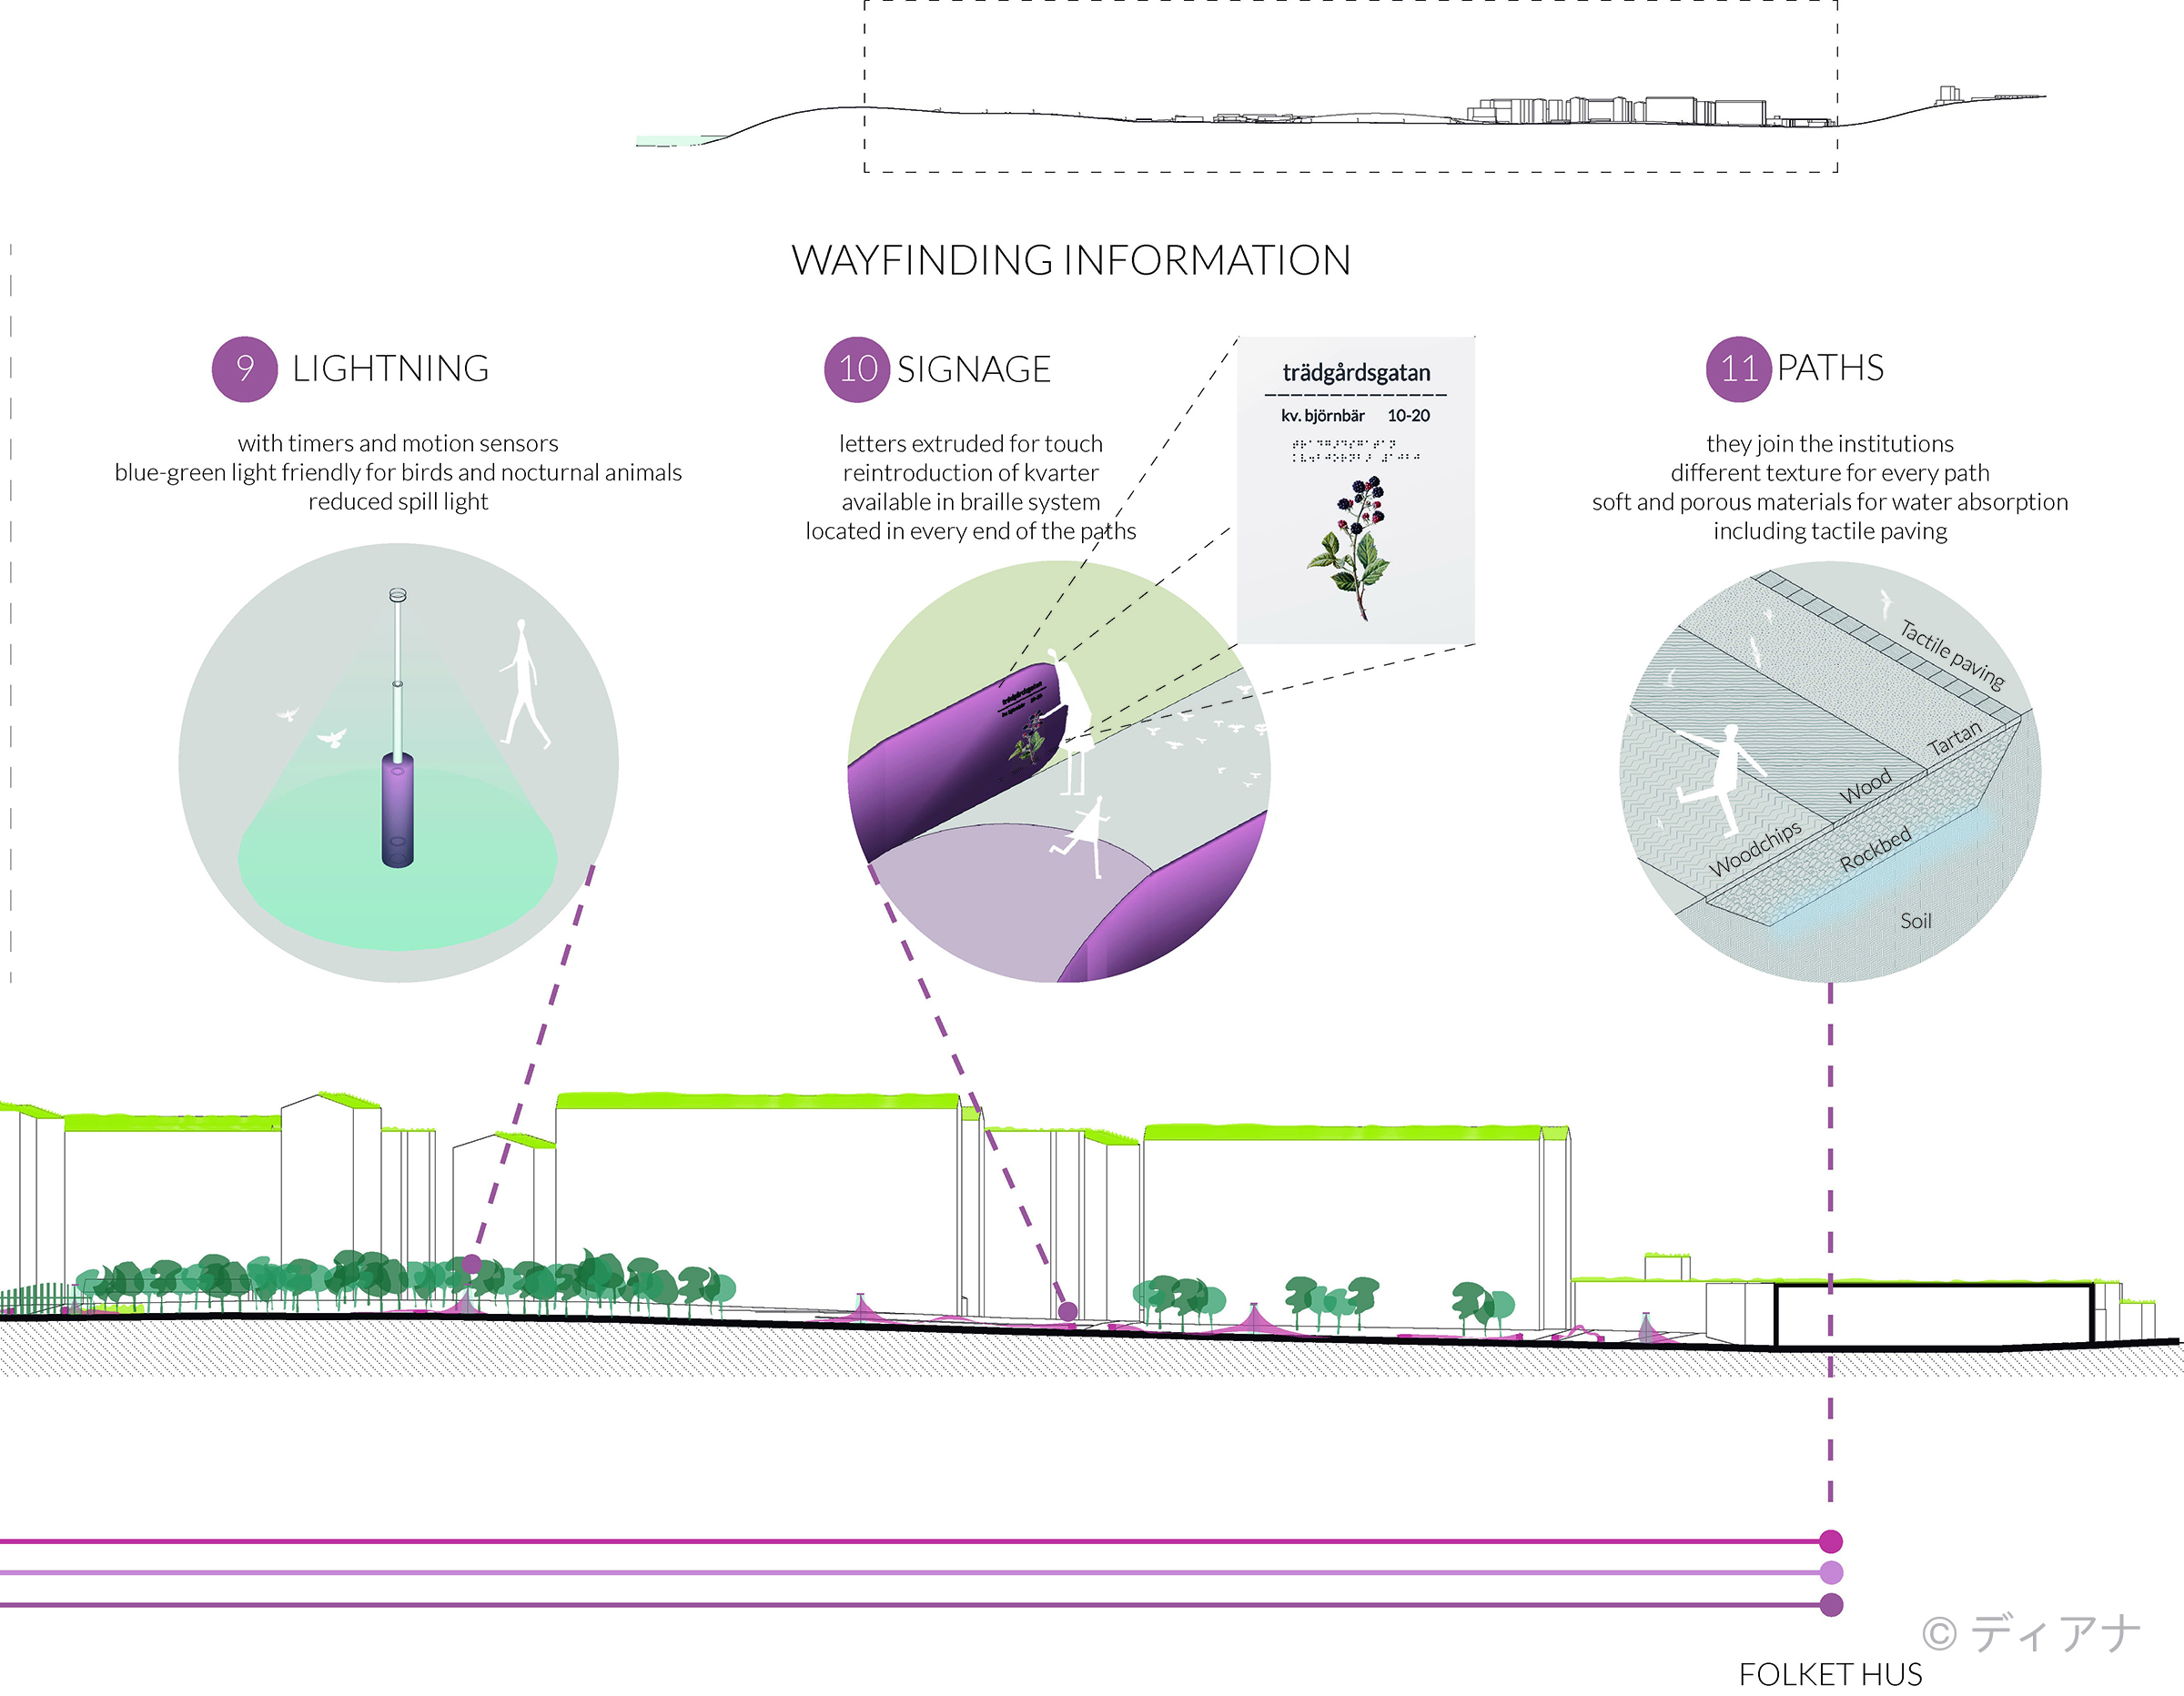 WAYFINDING INFORMATION
9 LIGHTNING
with timers and motion sensors
blue-green light friendly for birds and nocturnal animals
reduced spill light
10 SIGNAGE
letters extruded for touch
reintroduction of kvarter
available in braille system
located in every end of the paths
trädgårdsgatan
kv. björnbär 10-20
11 PATHS
they join the institutions
different texture for every path
soft and porous materials for water absorption
including tactile paving
trädgårdsgatan
Tactile paving
Tartan
Wood
Woodchips
Rockbed
Soil
© ディアナ
FOLKET HUS